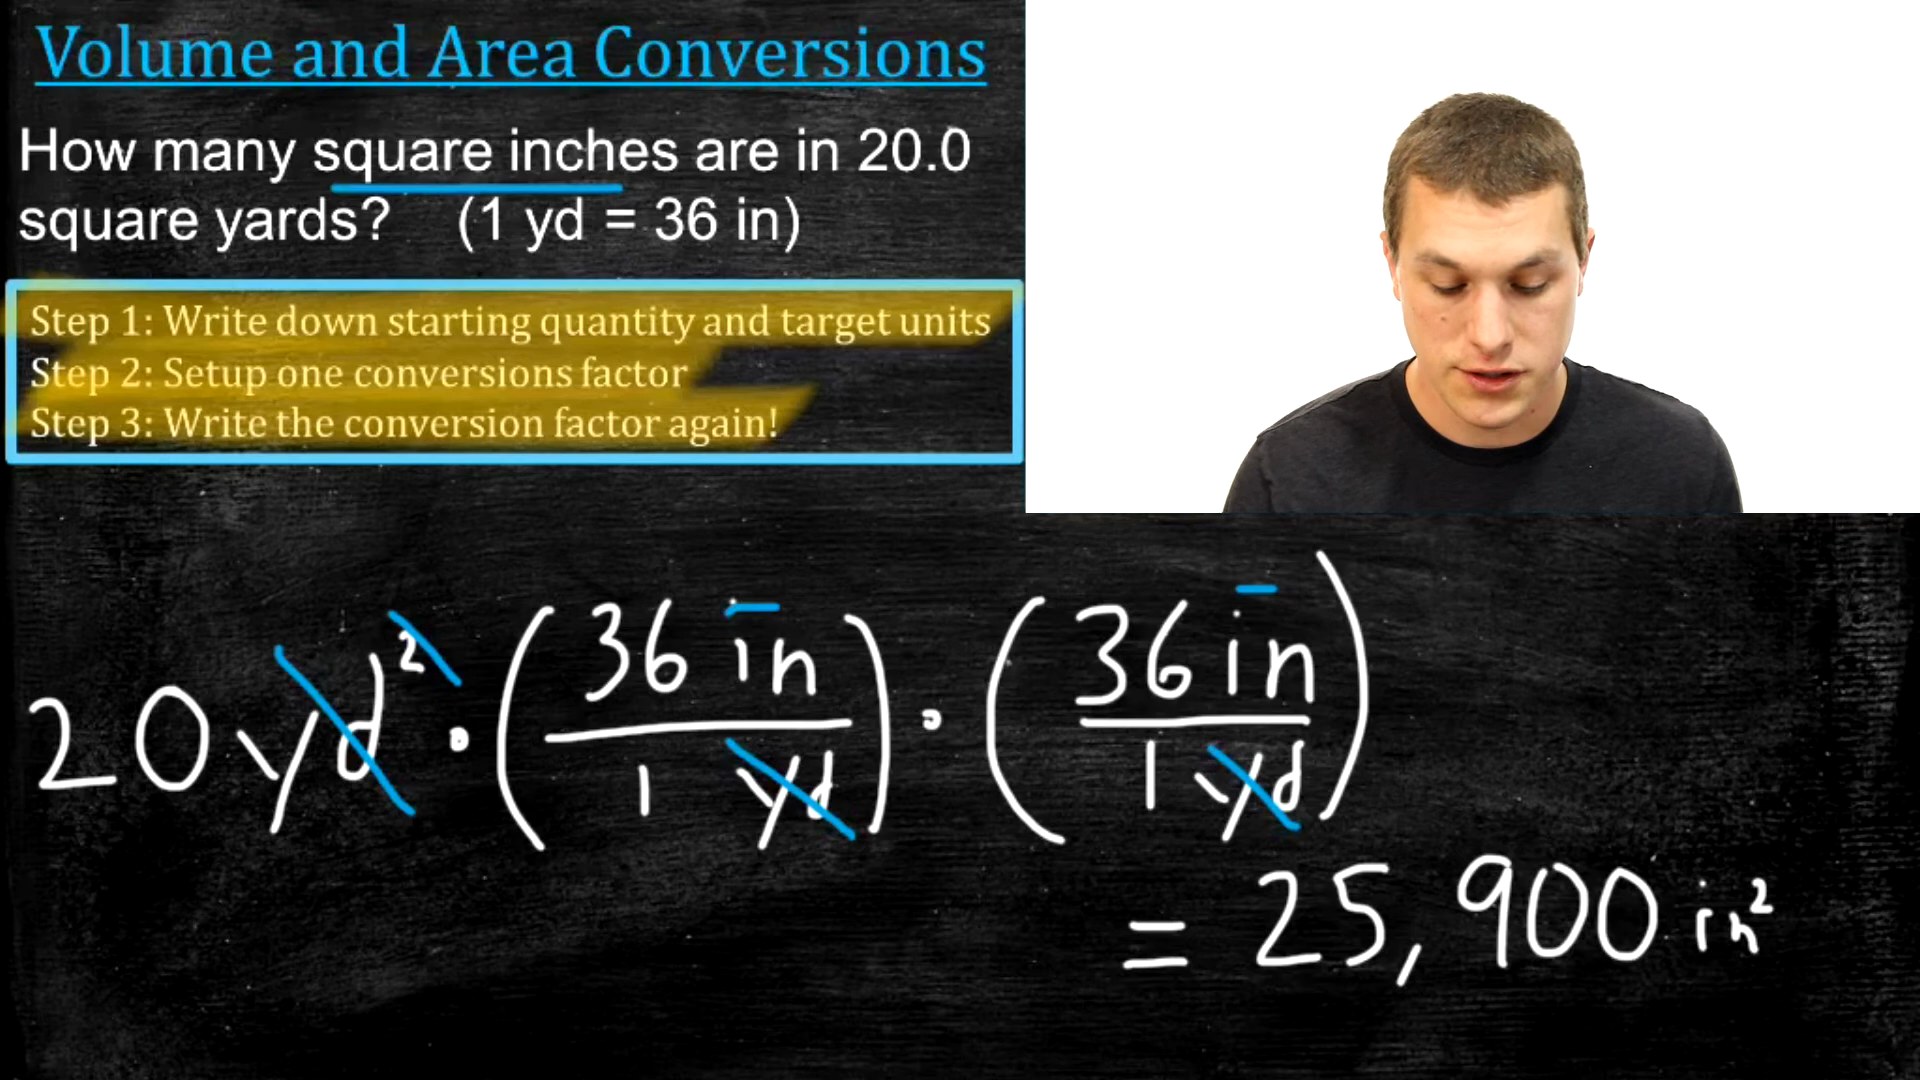 Volume and Area Conversions
How many square inches are in 20.0
square yards? (1 yd = 36 in)
Step 1: Write down starting quantity and target units
Step 2: Setup one conversions factor
Step 3: Write the conversion factor again!
20 yd² · (36 in / 1 yd) · (36 in / 1 yd)
= 25,900 in²